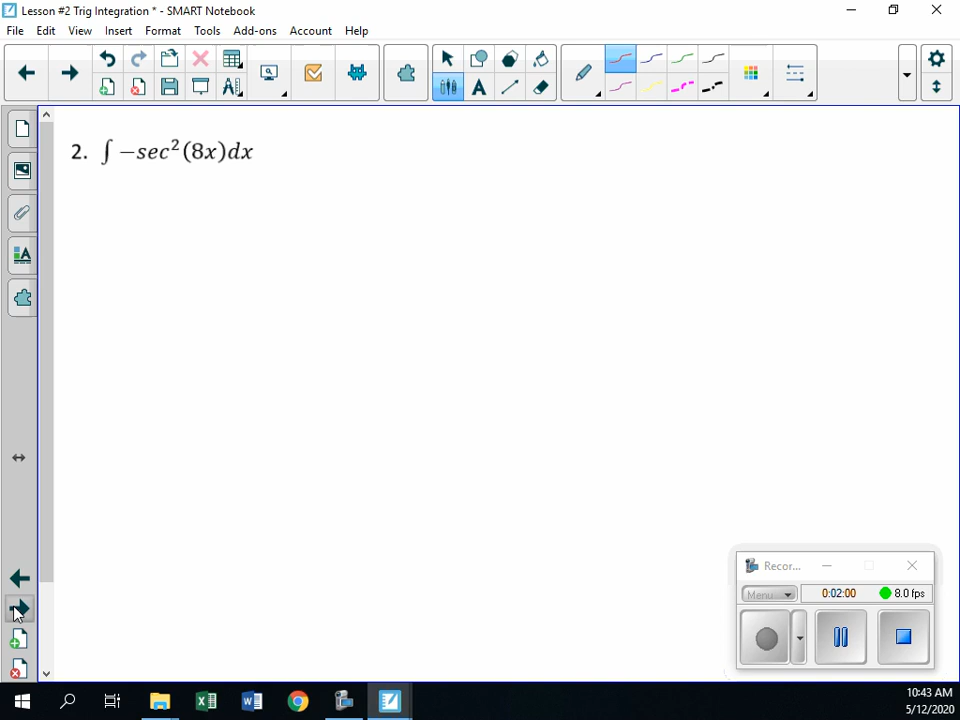 Lesson #2 Trig Integration * - SMART Notebook
File Edit View Insert Format Tools Add-ons Account Help
2. ∫ −sec²(8x)dx
Recor...
Menu 0:02:00 8.0 fps
10:43 AM
5/12/2020